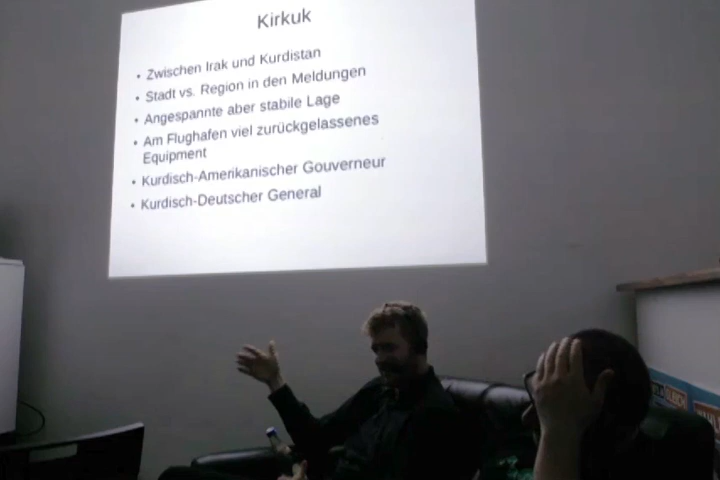 Kirkuk
• Zwischen Irak und Kurdistan
• Stadt vs. Region in den Meldungen
• Angespannte aber stabile Lage
• Am Flughafen viel zurückgelassenes
Equipment
• Kurdisch-Amerikanischer Gouverneur
• Kurdisch-Deutscher General